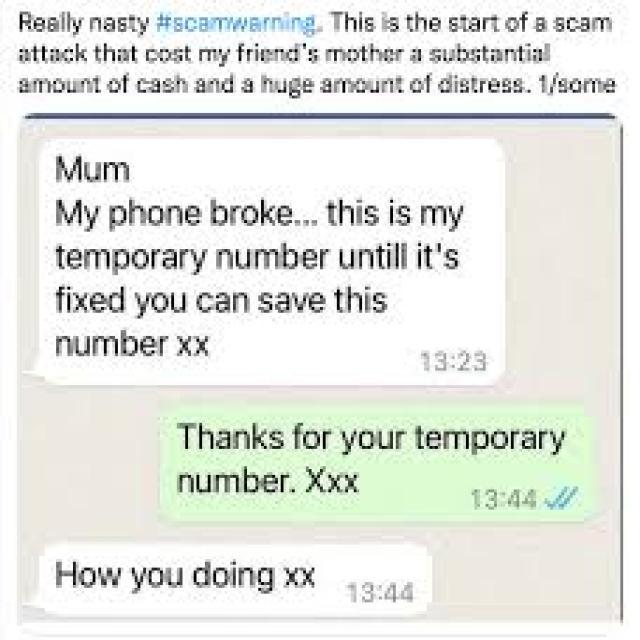 Really nasty #scamwarning. This is the start of a scam
attack that cost my friend's mother a substantial
amount of cash and a huge amount of distress. 1/some
Mum
My phone broke... this is my
temporary number untill it's
fixed you can save this
number xx
13:23
Thanks for your temporary
number. Xxx
13:44
How you doing xx
13:44